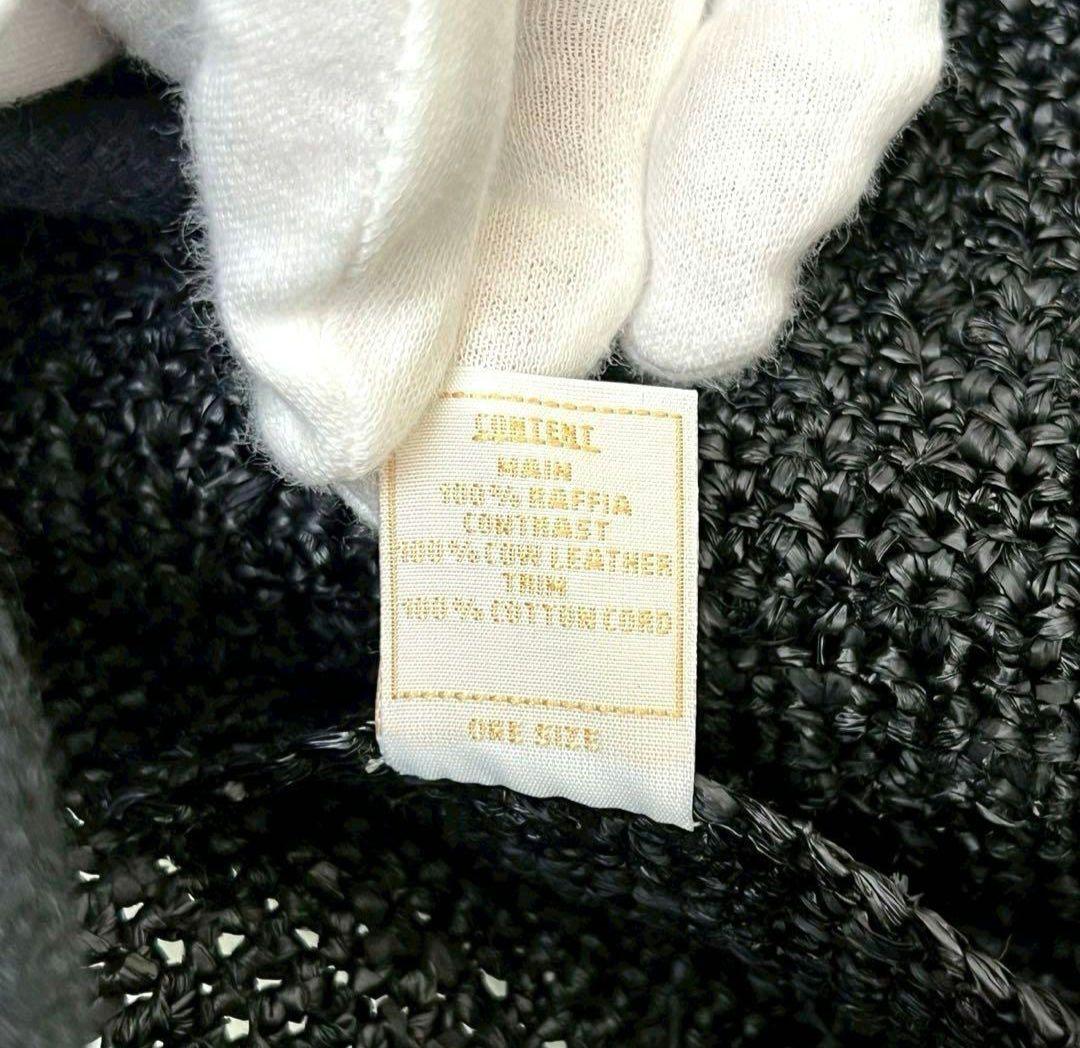 CONTENT
MAIN
100% RAFFIA
CONTRAST
100% COW LEATHER
TRIM
100% COTTON CORD
ONE SIZE